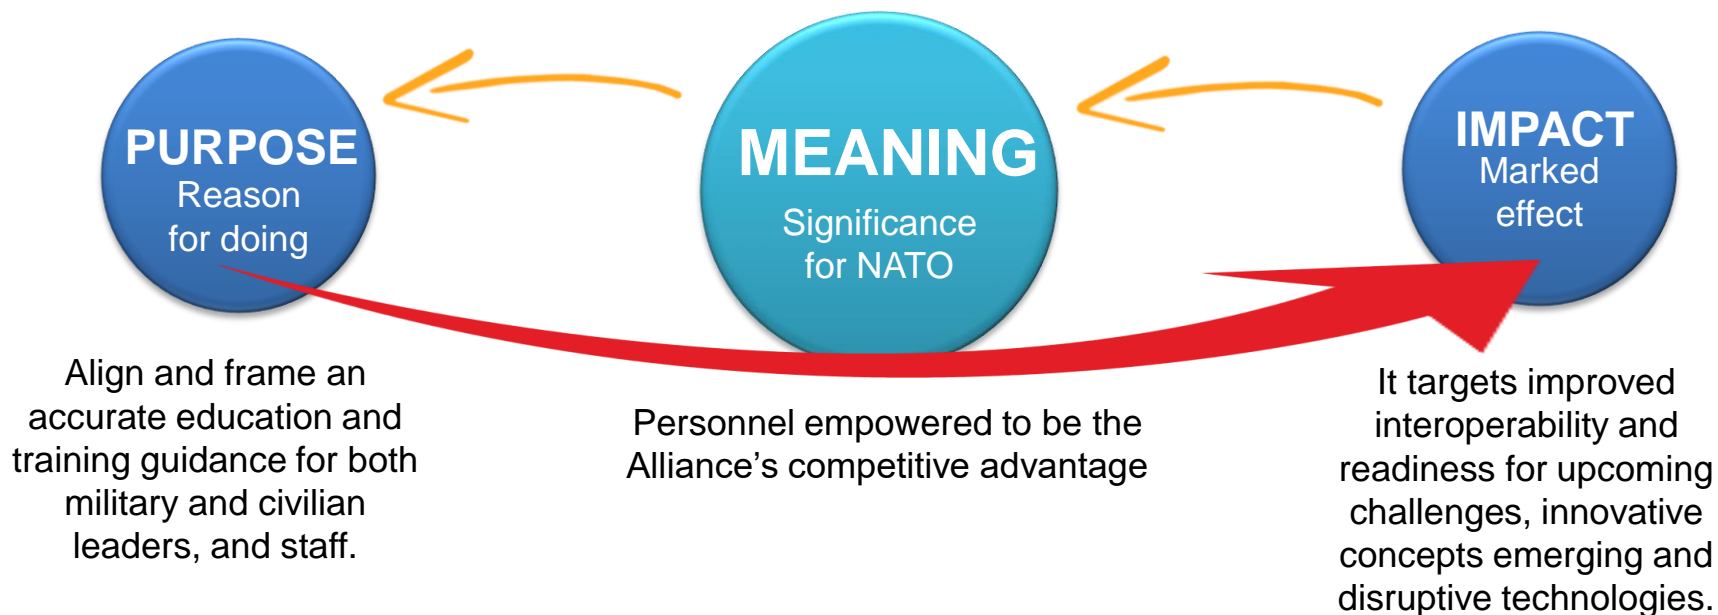 PURPOSE
Reason
for doing
Align and frame an
accurate education and
training guidance for both
military and civilian
leaders, and staff.
MEANING
Significance
for NATO
Personnel empowered to be the
Alliance’s competitive advantage
IMPACT
Marked
effect
It targets improved
interoperability and
readiness for upcoming
challenges, innovative
concepts emerging and
disruptive technologies.